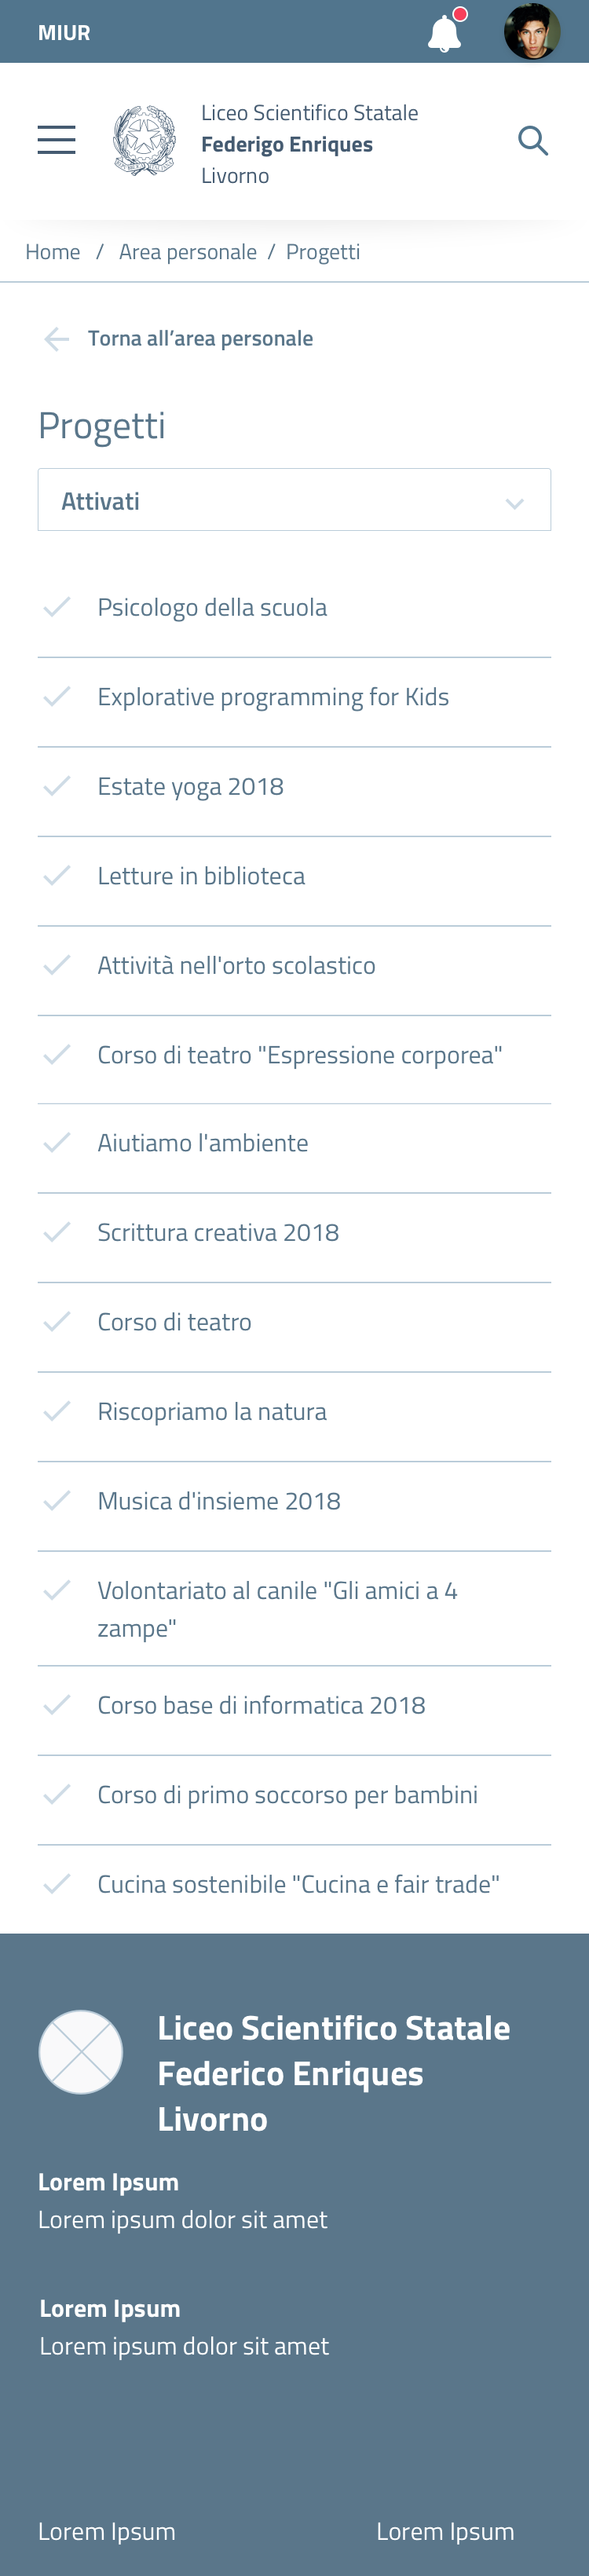 MIUR
Liceo Scientifico Statale
Federigo Enriques
Livorno
Home / Area personale / Progetti
Torna all’area personale
Progetti
Attivati
Psicologo della scuola
Explorative programming for Kids
Estate yoga 2018
Letture in biblioteca
Attività nell'orto scolastico
Corso di teatro "Espressione corporea"
Aiutiamo l'ambiente
Scrittura creativa 2018
Corso di teatro
Riscopriamo la natura
Musica d'insieme 2018
Volontariato al canile "Gli amici a 4
zampe"
Corso base di informatica 2018
Corso di primo soccorso per bambini
Cucina sostenibile "Cucina e fair trade"
Liceo Scientifico Statale
Federico Enriques
Livorno
Lorem Ipsum
Lorem ipsum dolor sit amet
Lorem Ipsum
Lorem ipsum dolor sit amet
Lorem Ipsum Lorem Ipsum